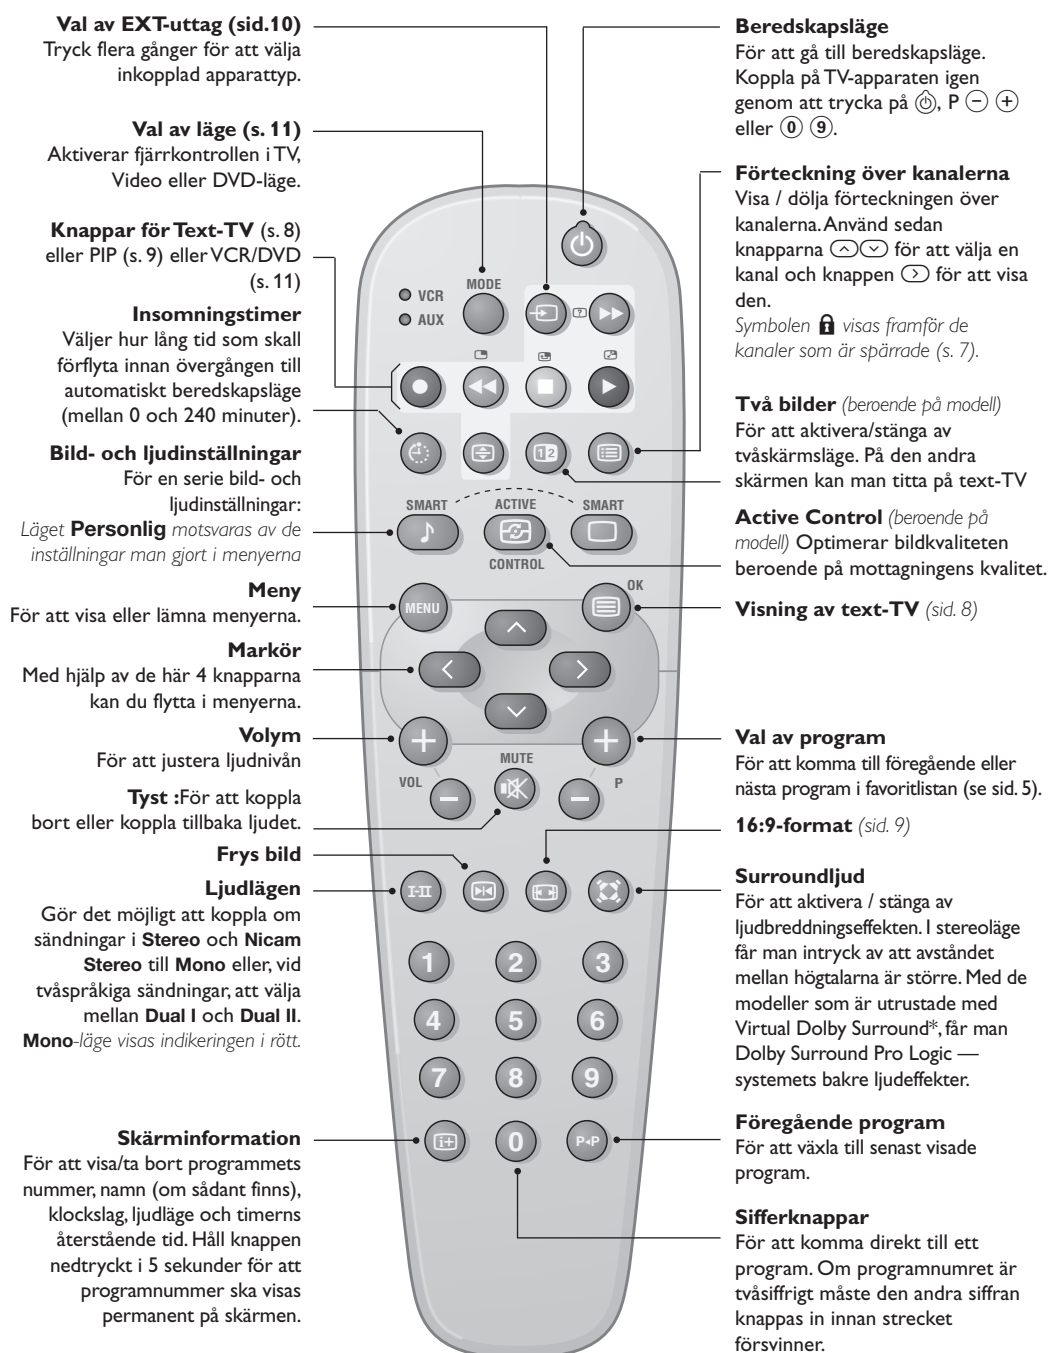 Val av EXT-uttag (sid.10)
Tryck flera gånger för att välja
inkopplad apparattyp.
Val av läge (s. 11)
Aktiverar fjärrkontrollen i TV,
Video eller DVD-läge.
Knappar för Text-TV (s. 8)
eller PIP (s. 9) eller VCR/DVD
(s. 11)
Insomningstimer
Väljer hur lång tid som skall
förflyta innan övergången till
automatiskt beredskapsläge
(mellan 0 och 240 minuter).
Bild- och ljudinställningar
För en serie bild- och
ljudinställningar:
Läget Personlig motsvaras av de
inställningar man gjort i menyerna
Meny
För att visa eller lämna menyerna.
Markör
Med hjälp av de här 4 knapparna
kan du flytta i menyerna.
Volym
För att justera ljudnivån
Tyst :För att koppla
bort eller koppla tillbaka ljudet.
Frys bild
Ljudlägen
Gör det möjligt att koppla om
sändningar i Stereo och Nicam
Stereo till Mono eller, vid
tvåspråkiga sändningar, att välja
mellan Dual I och Dual II.
Mono-läge visas indikeringen i rött.
Skärminformation
För att visa/ta bort programmets
nummer, namn (om sådant finns),
klockslag, ljudläge och timerns
återstående tid. Håll knappen
nedtryckt i 5 sekunder för att
programnummer ska visas
permanent på skärmen.
VCR
AUX
MODE
?
1 2
SMART
ACTIVE
SMART
CONTROL
MENU
OK
VOL
MUTE
P
I-II
1 2 3
4 5 6
7 8 9
i+ 0 P◂P
Beredskapsläge
För att gå till beredskapsläge.
Koppla på TV-apparaten igen
genom att trycka på ⏻, P − +
eller 0 9.
Förteckning över kanalerna
Visa / dölja förteckningen över
kanalerna. Använd sedan
knapparna för att välja en
kanal och knappen för att visa
den.
Symbolen visas framför de
kanaler som är spärrade (s. 7).
Två bilder (beroende på modell)
För att aktivera/stänga av
tvåskärmsläge. På den andra
skärmen kan man titta på text-TV
Active Control (beroende på
modell) Optimerar bildkvaliteten
beroende på mottagningens kvalitet.
Visning av text-TV (sid. 8)
Val av program
För att komma till föregående eller
nästa program i favoritlistan (se sid. 5).
16:9-format (sid. 9)
Surroundljud
För att aktivera / stänga av
ljudbreddningseffekten. I stereoläge
får man intryck av att avståndet
mellan högtalarna är större. Med de
modeller som är utrustade med
Virtual Dolby Surround*, får man
Dolby Surround Pro Logic —
systemets bakre ljudeffekter.
Föregående program
För att växla till senast visade
program.
Sifferknappar
För att komma direkt till ett
program. Om programnumret är
tvåsiffrigt måste den andra siffran
knappas in innan strecket
försvinner.